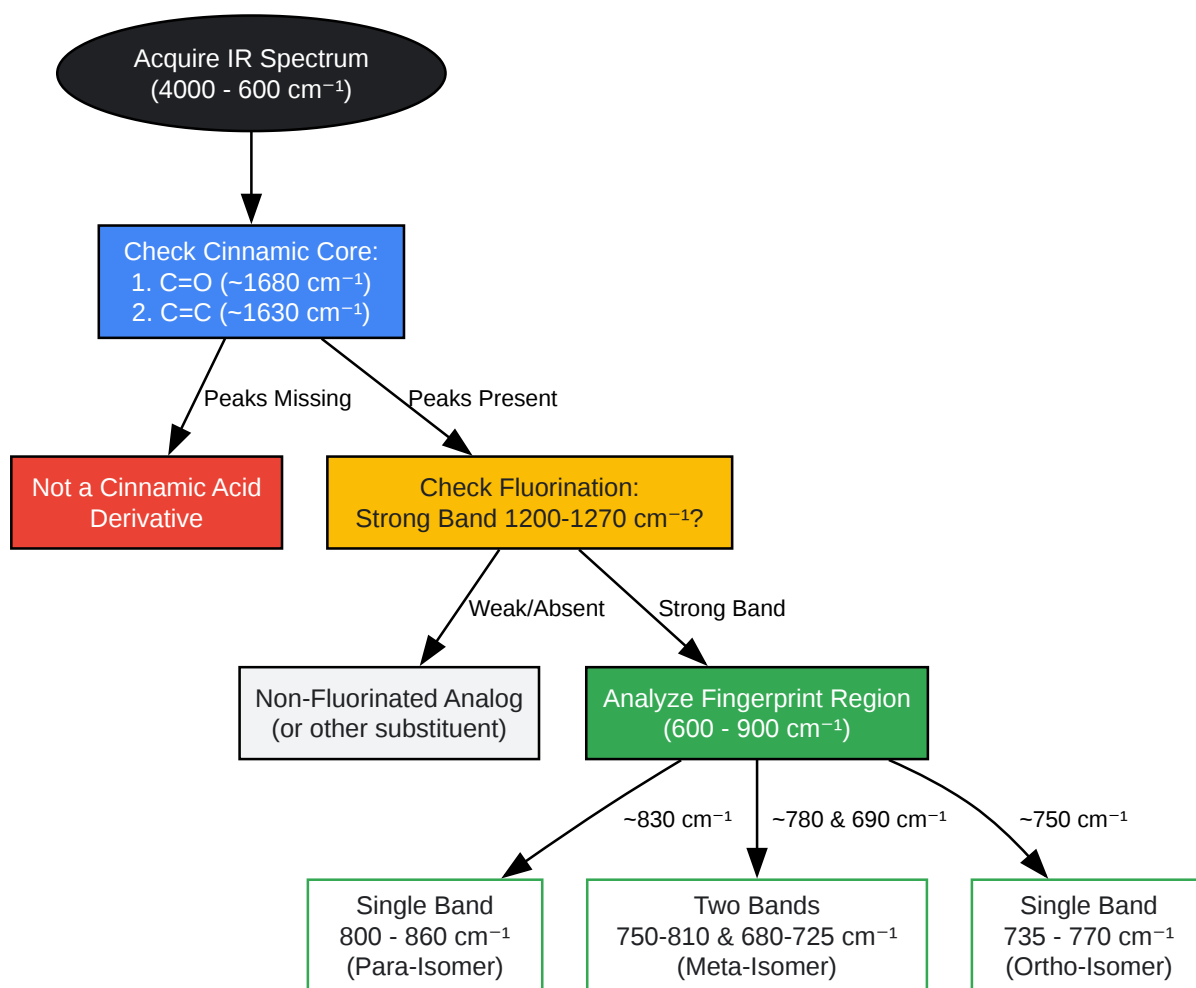 Acquire IR Spectrum
(4000 - 600 cm⁻¹)
Check Cinnamic Core:
1. C=O (~1680 cm⁻¹)
2. C=C (~1630 cm⁻¹)
Peaks Missing
Peaks Present
Not a Cinnamic Acid
Derivative
Check Fluorination:
Strong Band 1200-1270 cm⁻¹?
Weak/Absent
Strong Band
Non-Fluorinated Analog
(or other substituent)
Analyze Fingerprint Region
(600 - 900 cm⁻¹)
~830 cm⁻¹
~780 & 690 cm⁻¹
~750 cm⁻¹
Single Band
800 - 860 cm⁻¹
(Para-Isomer)
Two Bands
750-810 & 680-725 cm⁻¹
(Meta-Isomer)
Single Band
735 - 770 cm⁻¹
(Ortho-Isomer)